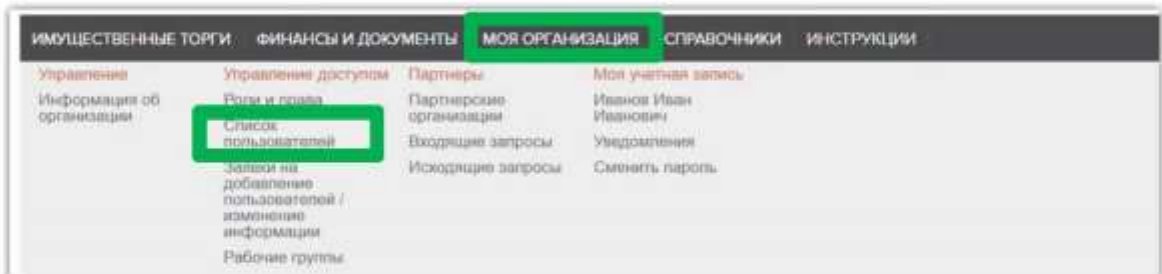 ИМУЩЕСТВЕННЫЕ ТОРГИ ФИНАНСЫ И ДОКУМЕНТЫ МОЯ ОРГАНИЗАЦИЯ СПРАВОЧНИКИ ИНСТРУКЦИИ
Управление
Информация об
организации
Управление доступом
Роли и права
Список
пользователей
Заявки на
добавление
пользователей /
изменение
информации
Рабочие группы
Партнеры
Партнерские
организации
Входящие запросы
Исходящие запросы
Моя учетная запись
Иванов Иван
Иванович
Уведомления
Сменить пароль